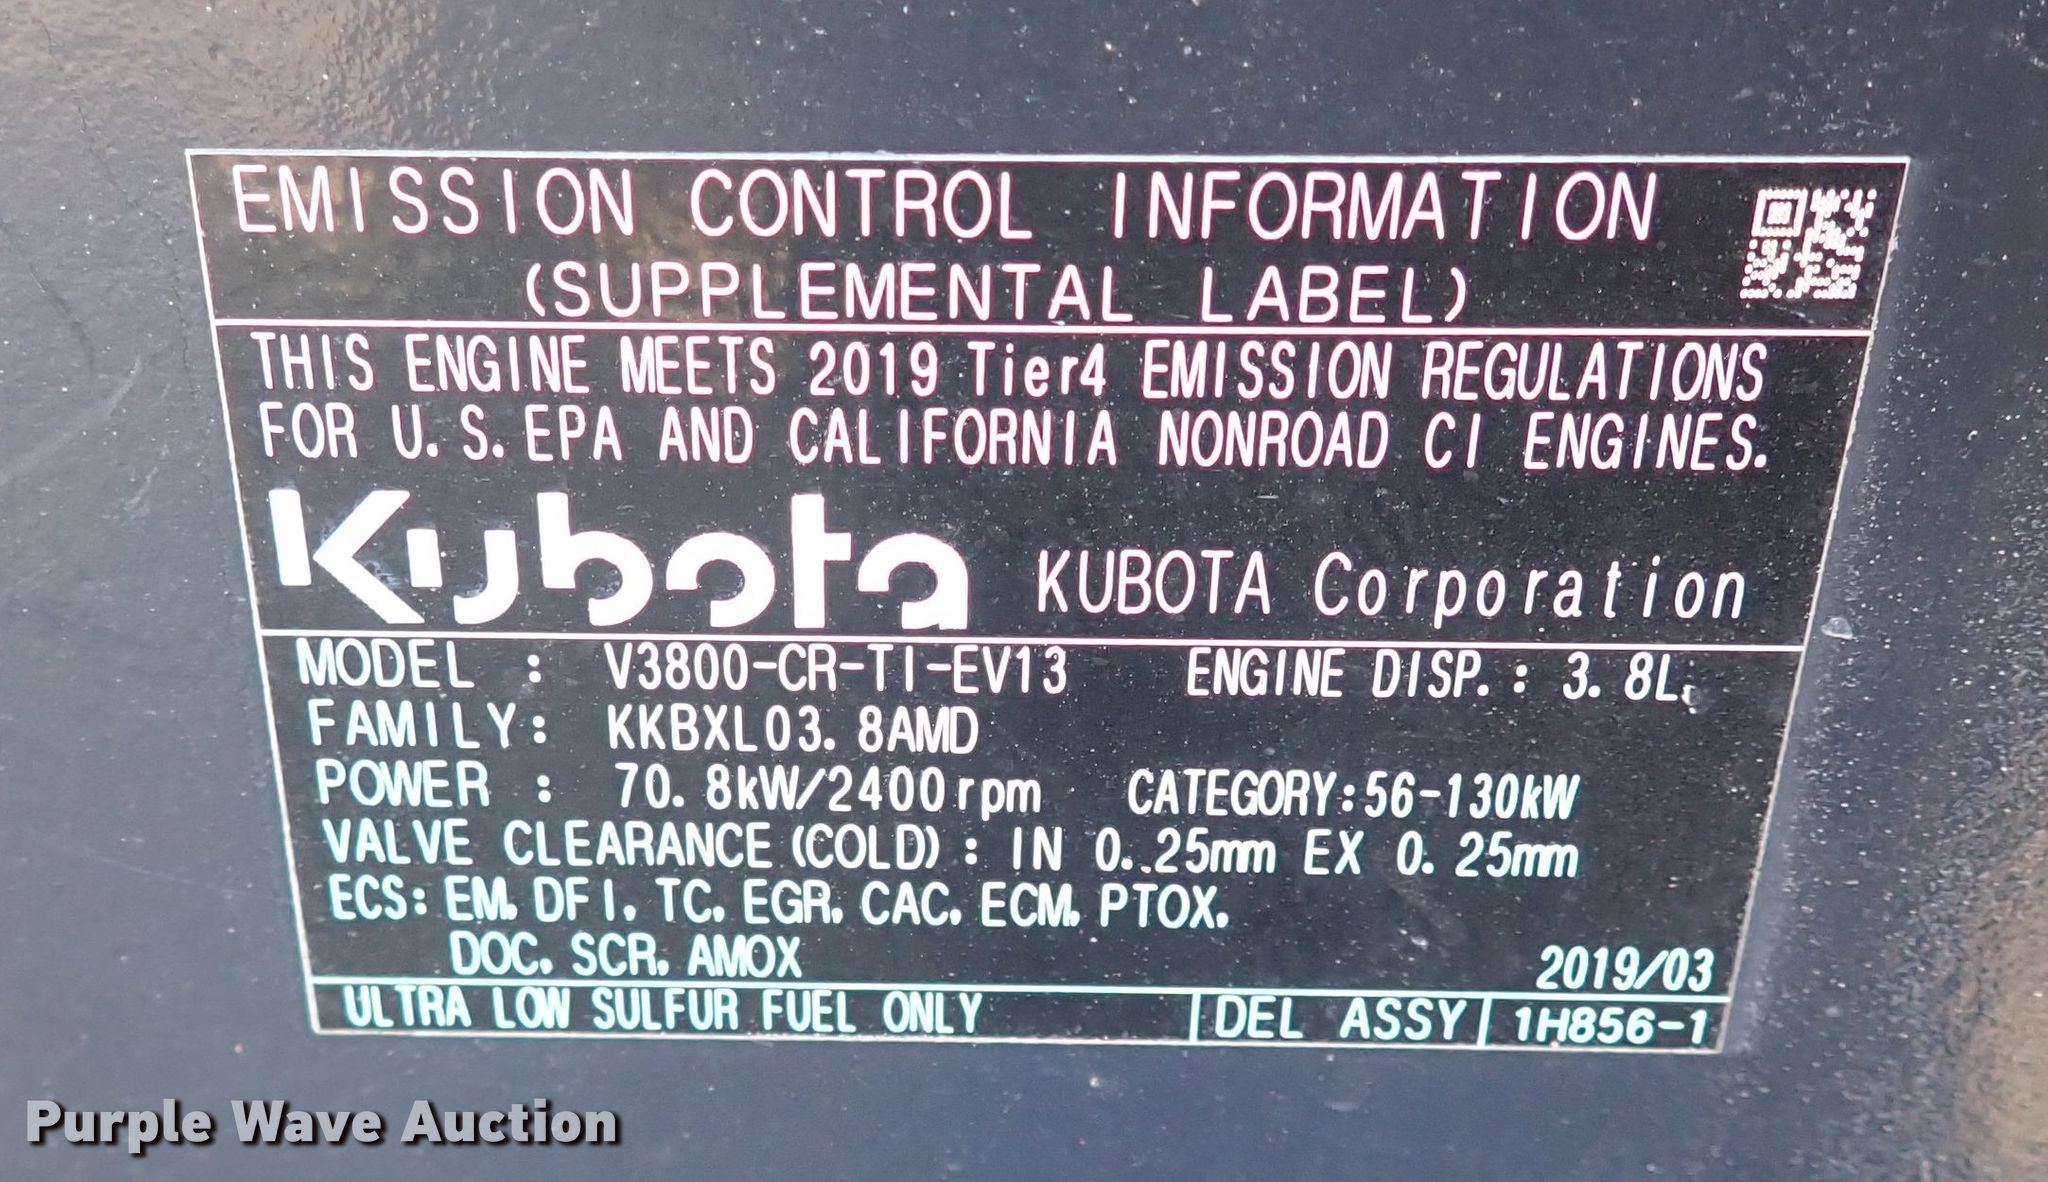 EMISSION CONTROL INFORMATION
(SUPPLEMENTAL LABEL)
THIS ENGINE MEETS 2019 Tier4 EMISSION REGULATIONS
FOR U.S.EPA AND CALIFORNIA NONROAD CI ENGINES.
Kubota KUBOTA Corporation
MODEL : V3800-CR-TI-EV13 ENGINE DISP.: 3.8L
FAMILY: KKBXL03.8AMD
POWER : 70.8kW/2400rpm CATEGORY:56-130kW
VALVE CLEARANCE(COLD): IN 0.25mm EX 0.25mm
ECS: EM, DFI, TC, EGR, CAC, ECM, PTOX,
DOC, SCR, AMOX 2019/03
ULTRA LOW SULFUR FUEL ONLY DEL ASSY 1H856-1
Purple Wave Auction